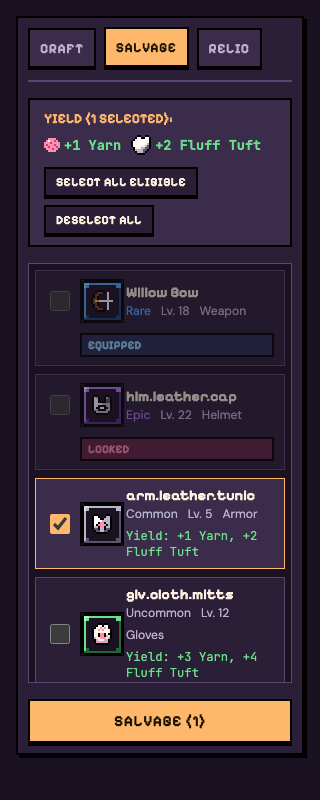 CRAFT
SALVAGE
RELIC
YIELD (1 SELECTED):
+1 Yarn
+2 Fluff Tuft
SELECT ALL ELIGIBLE
DESELECT ALL
Willow Bow
Rare Lv. 18 Weapon
EQUIPPED
hlm.leather.cap
Epic Lv. 22 Helmet
LOCKED
arm.leather.tunic
Common Lv. 5 Armor
Yield: +1 Yarn, +2
Fluff Tuft
glv.cloth.mitts
Uncommon Lv. 12
Gloves
Yield: +3 Yarn, +4
Fluff Tuft
SALVAGE (1)